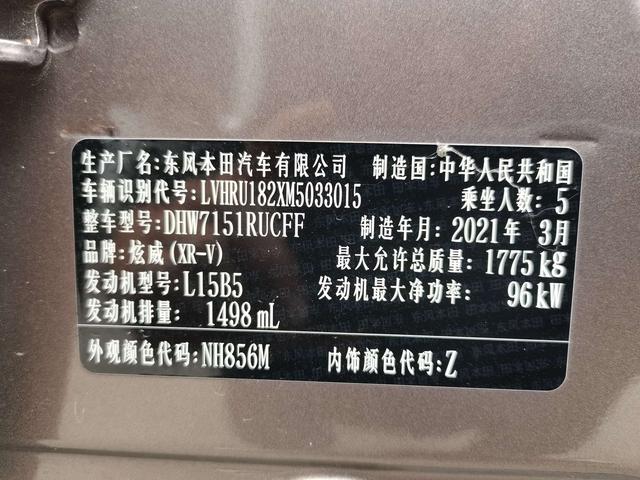 生产厂名:东风本田汽车有限公司 制造国:中华人民共和国
车辆识别代号:LVHRU182XM5033015 乘坐人数: 5
整车型号:DHW7151RUCFF 制造年月: 2021年 3月
品牌:炫威(XR-V) 最大允许总质量: 1775kg
发动机型号:L15B5 发动机最大净功率: 96kW
发动机排量: 1498 mL
外观颜色代码:NH856M 内饰颜色代码:Z